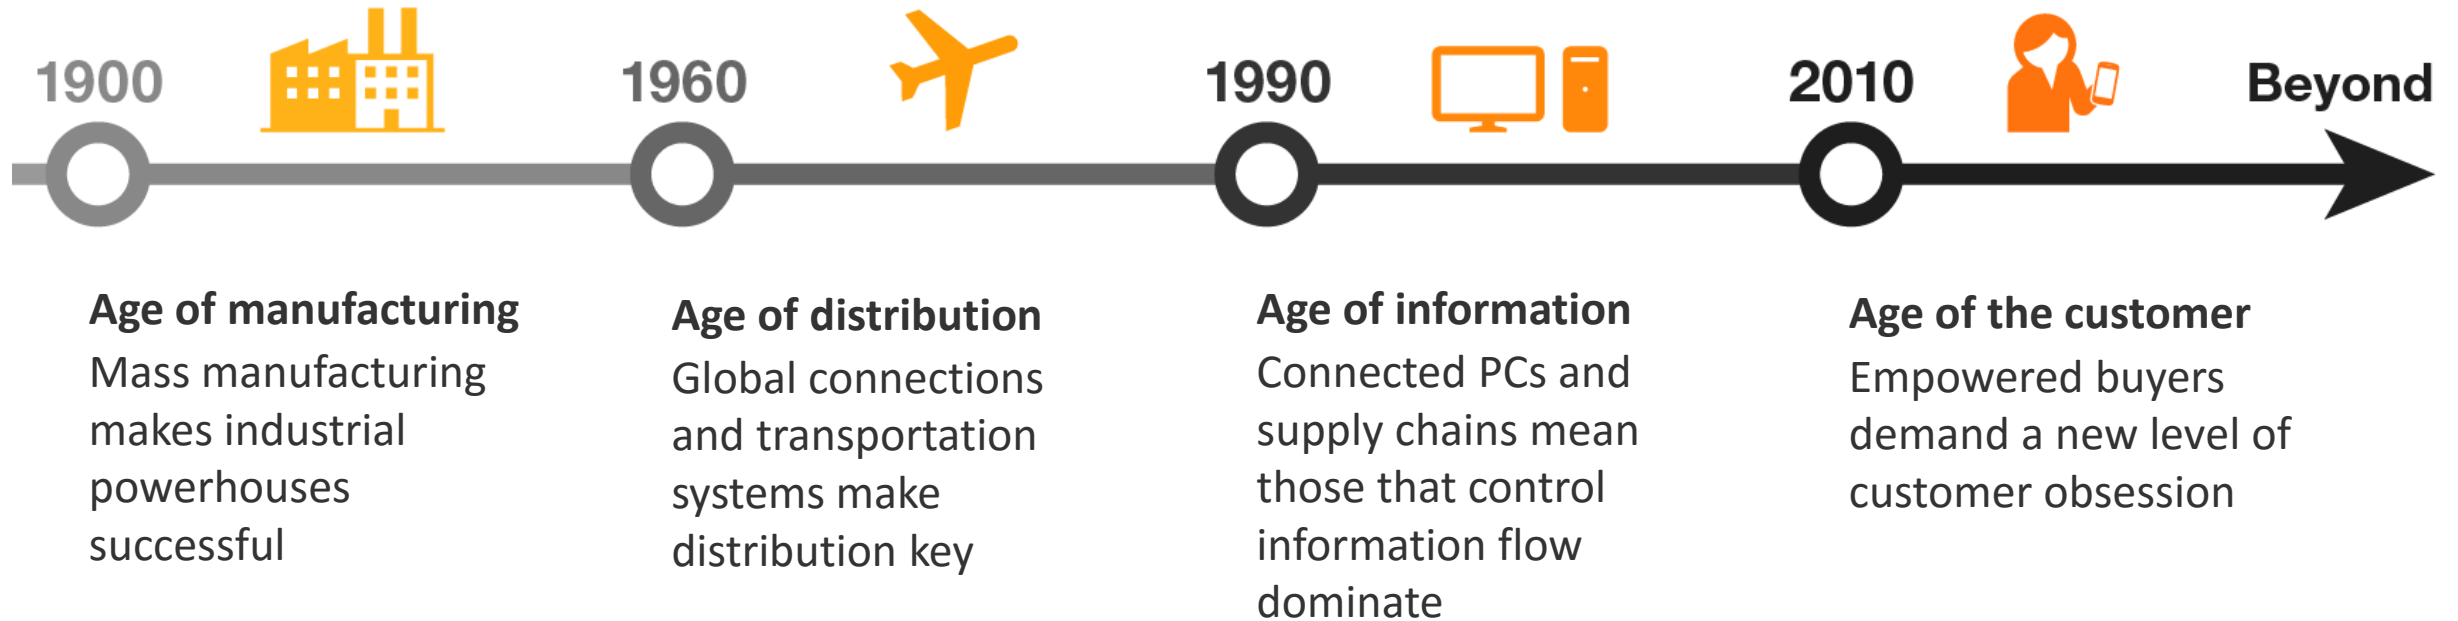 1900
1960
1990
2010
Beyond
Age of manufacturing
Mass manufacturing
makes industrial
powerhouses
successful
Age of distribution
Global connections
and transportation
systems make
distribution key
Age of information
Connected PCs and
supply chains mean
those that control
information flow
dominate
Age of the customer
Empowered buyers
demand a new level of
customer obsession